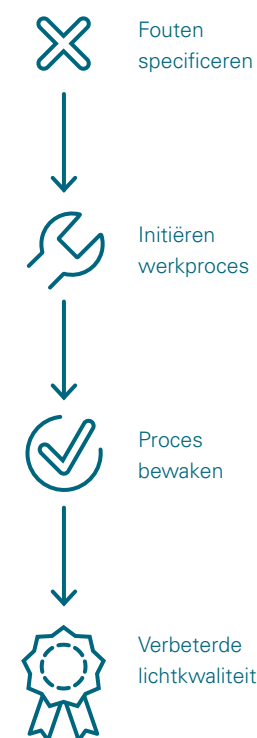 Fouten
specificeren
Initiëren
werkproces
Proces
bewaken
Verbeterde
lichtkwaliteit